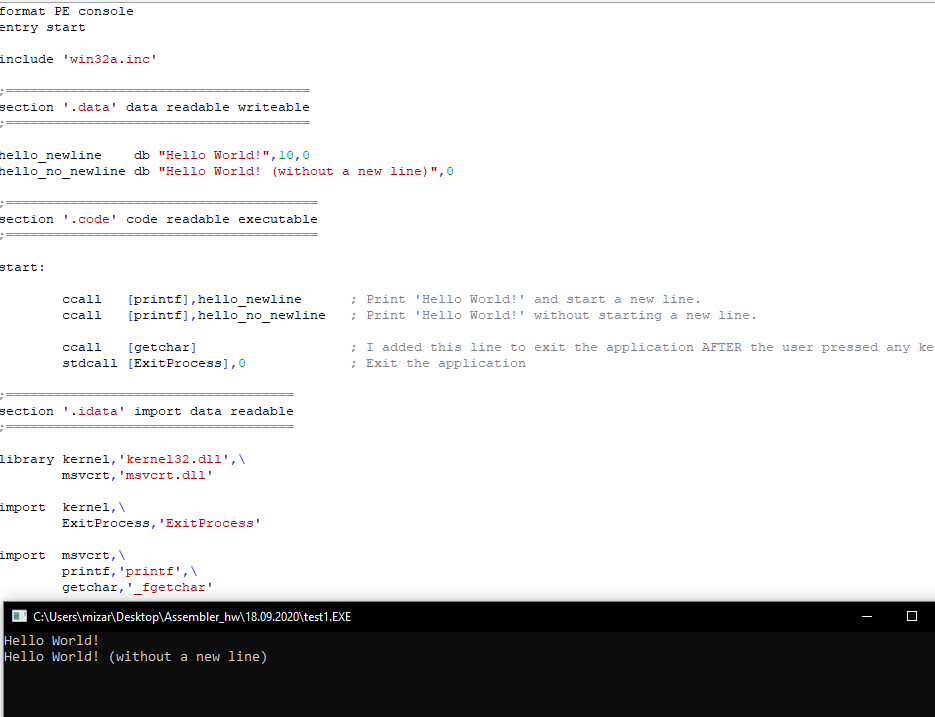 format PE console
entry start
include 'win32a.inc'
;======================================
section '.data' data readable writeable
;======================================
hello_newline    db "Hello World!",10,0
hello_no_newline db "Hello World! (without a new line)",0
;=======================================
section '.code' code readable executable
;=======================================
start:
ccall   [printf],hello_newline      ; Print 'Hello World!' and start a new line.
ccall   [printf],hello_no_newline   ; Print 'Hello World!' without starting a new line.
ccall   [getchar]                   ; I added this line to exit the application AFTER the user pressed any ke
stdcall [ExitProcess],0             ; Exit the application
;====================================
section '.idata' import data readable
;====================================
library kernel,'kernel32.dll',\
msvcrt,'msvcrt.dll'
import  kernel,\
ExitProcess,'ExitProcess'
import  msvcrt,\
printf,'printf',\
getchar,'_fgetchar'
C:\Users\mizar\Desktop\Assembler_hw\18.09.2020\test1.EXE
Hello World!
Hello World! (without a new line)